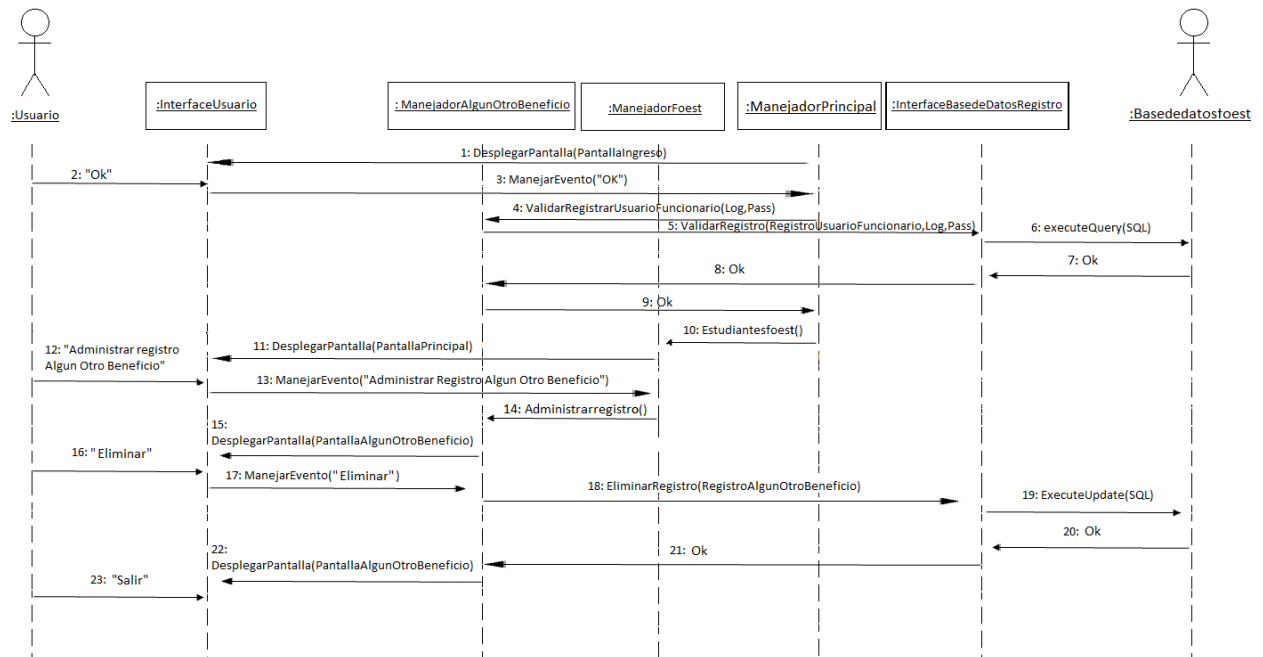 :Usuario
:InterfaceUsuario
: ManejadorAlgunOtroBeneficio
:ManejadorFoest
:ManejadorPrincipal
:InterfaceBasedeDatosRegistro
:Basededatosfoest
1: DesplegarPantalla(PantallaIngreso)
2: "Ok"
3: ManejarEvento("OK")
4: ValidarRegistrarUsuarioFuncionario(Log,Pass)
5: ValidarRegistro(RegistroUsuarioFuncionario,Log,Pass)
6: executeQuery(SQL)
7: Ok
8: Ok
9: Ok
10: Estudiantesfoest()
11: DesplegarPantalla(PantallaPrincipal)
12: "Administrar registro
Algun Otro Beneficio"
13: ManejarEvento("Administrar Registro Algun Otro Beneficio")
14: Administrarregistro()
15:
DesplegarPantalla(PantallaAlgunOtroBeneficio)
16: "Eliminar"
17: ManejarEvento("Eliminar")
18: EliminarRegistro(RegistroAlgunOtroBeneficio)
19: ExecuteUpdate(SQL)
20: Ok
21: Ok
22:
DesplegarPantalla(PantallaAlgunOtroBeneficio)
23: "Salir"